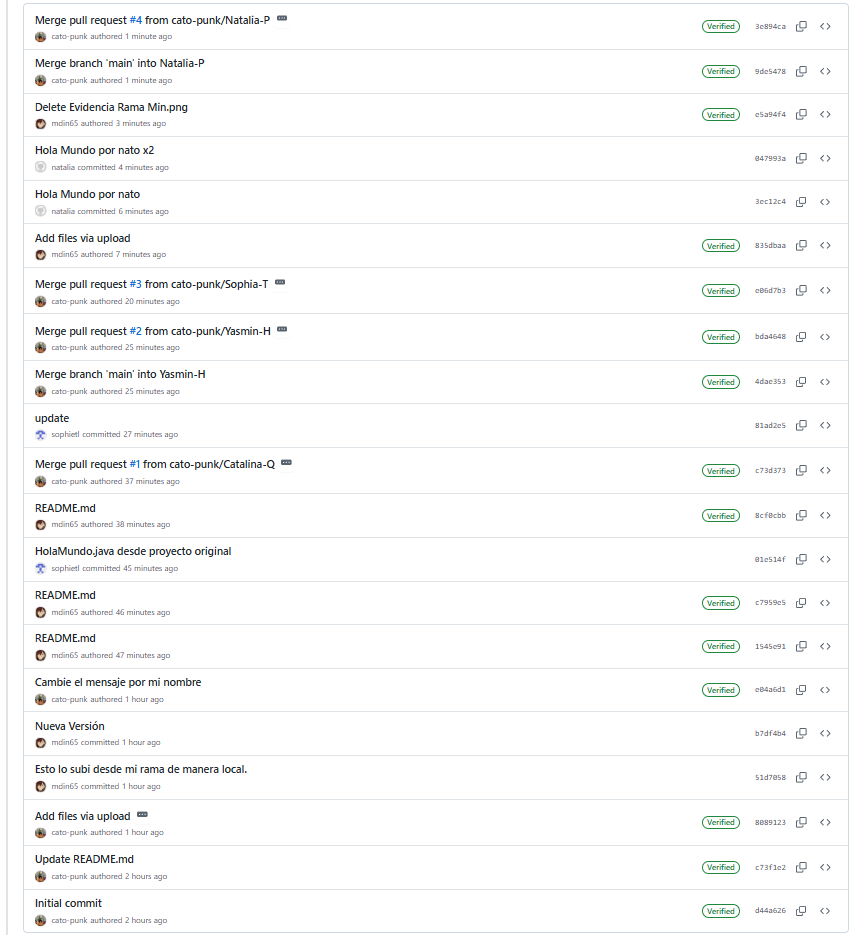 Merge pull request #4 from cato-punk/Natalia-P
cato-punk authored 1 minute ago
Verified 3e894ca
Merge branch 'main' into Natalia-P
cato-punk authored 1 minute ago
Verified 9de5478
Delete Evidencia Rama Min.png
mdin65 authored 3 minutes ago
Verified e5a94f4
Hola Mundo por nato x2
natalia committed 4 minutes ago
047993a
Hola Mundo por nato
natalia committed 6 minutes ago
3ec12c4
Add files via upload
mdin65 authored 7 minutes ago
Verified 835dbaa
Merge pull request #3 from cato-punk/Sophia-T
cato-punk authored 20 minutes ago
Verified e06d7b3
Merge pull request #2 from cato-punk/Yasmin-H
cato-punk authored 25 minutes ago
Verified bda4648
Merge branch 'main' into Yasmin-H
cato-punk authored 25 minutes ago
Verified 4dae353
update
sophietl committed 27 minutes ago
81ad2e5
Merge pull request #1 from cato-punk/Catalina-Q
cato-punk authored 37 minutes ago
Verified c73d373
README.md
mdin65 authored 38 minutes ago
Verified 8cf0cbb
HolaMundo.java desde proyecto original
sophietl committed 45 minutes ago
01e514f
README.md
mdin65 authored 46 minutes ago
Verified c7959e5
README.md
mdin65 authored 47 minutes ago
Verified 1545e91
Cambie el mensaje por mi nombre
cato-punk authored 1 hour ago
Verified e04a6d1
Nueva Versión
mdin65 committed 1 hour ago
b7df4b4
Esto lo subi desde mi rama de manera local.
mdin65 committed 1 hour ago
51d7058
Add files via upload
cato-punk authored 1 hour ago
Verified 8089123
Update README.md
cato-punk authored 2 hours ago
Verified c73f1e2
Initial commit
cato-punk authored 2 hours ago
Verified d44a626